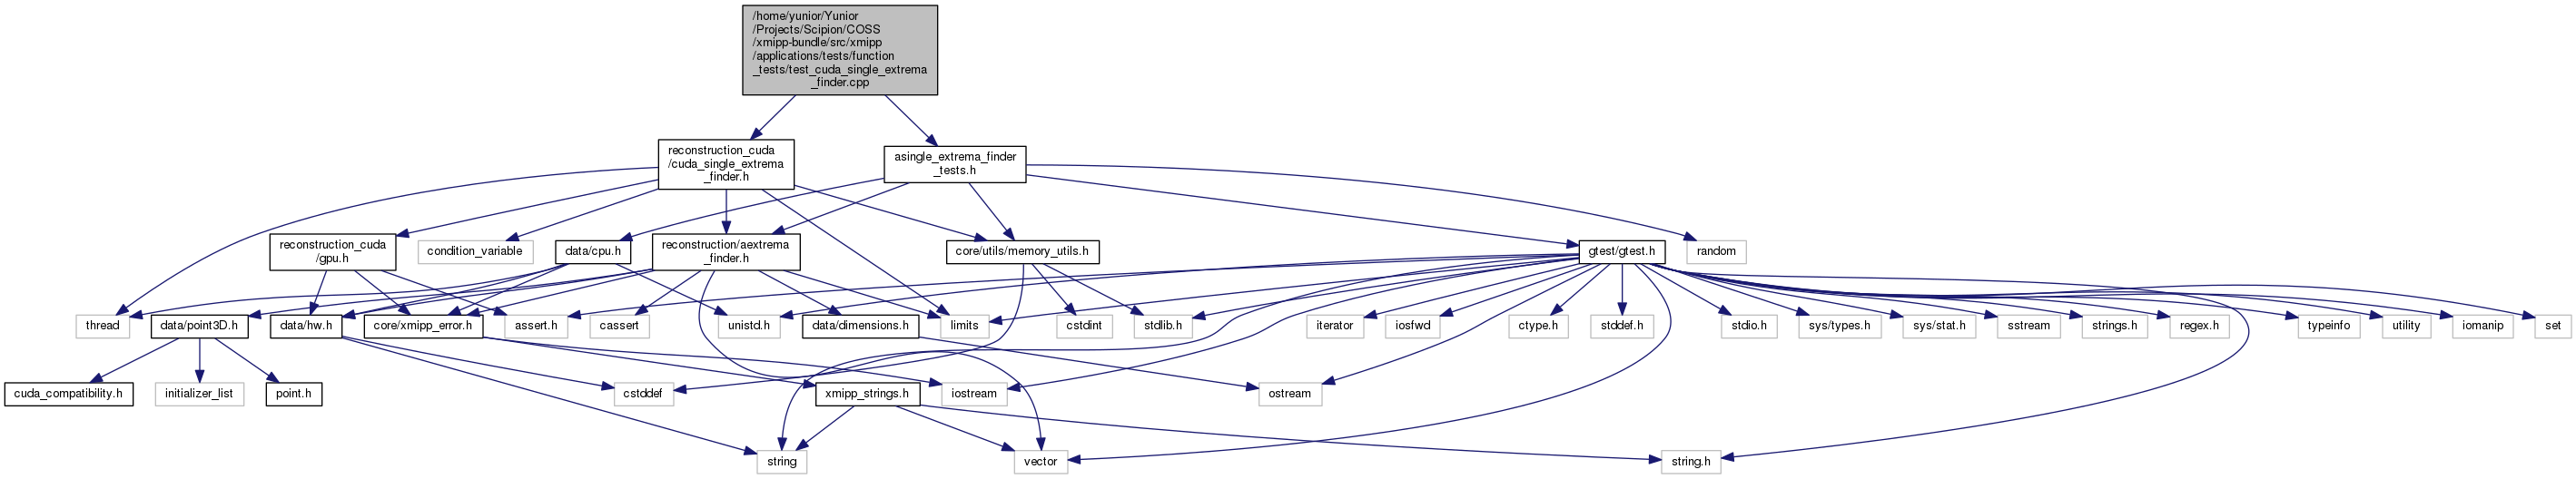 /home/yunior/Yunior
/Projects/Scipion/COSS
/xmipp-bundle/src/xmipp
/applications/tests/function
_tests/test_cuda_single_extrema
_finder.cpp
reconstruction_cuda
/cuda_single_extrema
_finder.h
asingle_extrema_finder
_tests.h
reconstruction_cuda
/gpu.h
condition_variable
data/cpu.h
reconstruction/aextrema
_finder.h
core/utils/memory_utils.h
gtest/gtest.h
random
thread
data/point3D.h
data/hw.h
core/xmipp_error.h
assert.h
cassert
unistd.h
data/dimensions.h
limits
cstdint
stdlib.h
iterator
iosfwd
ctype.h
stddef.h
stdio.h
sys/types.h
sys/stat.h
sstream
strings.h
regex.h
typeinfo
utility
iomanip
set
cuda_compatibility.h
initializer_list
point.h
cstddef
xmipp_strings.h
iostream
ostream
string
vector
string.h